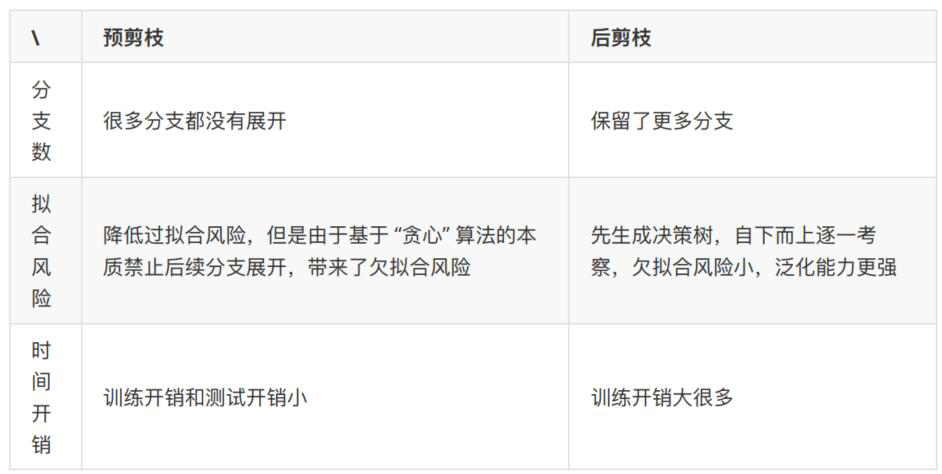 \ 预剪枝 后剪枝
分
支
数
很多分支都没有展开
保留了更多分支
拟
合
风
险
降低过拟合风险，但是由于基于 “贪心” 算法的本
质禁止后续分支展开，带来了欠拟合风险
先生成决策树，自下而上逐一考
察，欠拟合风险小，泛化能力更强
时
间
开
销
训练开销和测试开销小
训练开销大很多